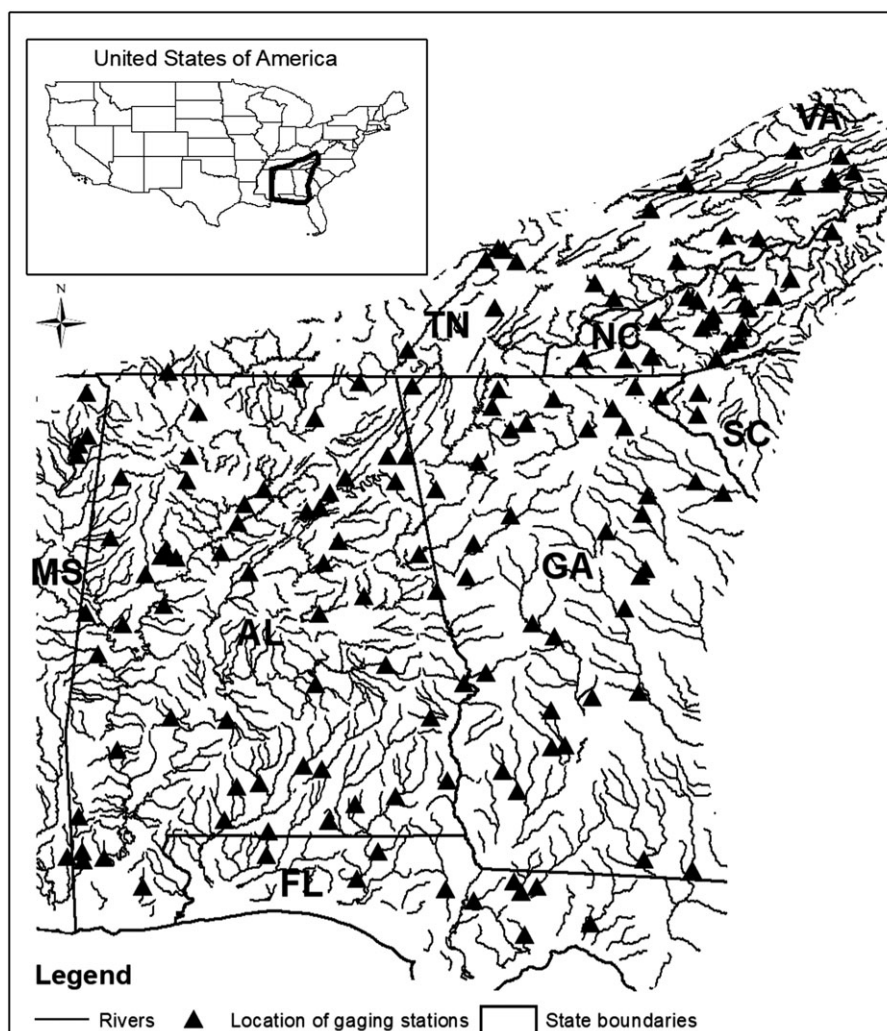 United States of America
VA
N
TN
NC
SC
MS
GA
AL
FL
Legend
Rivers Location of gaging stations State boundaries